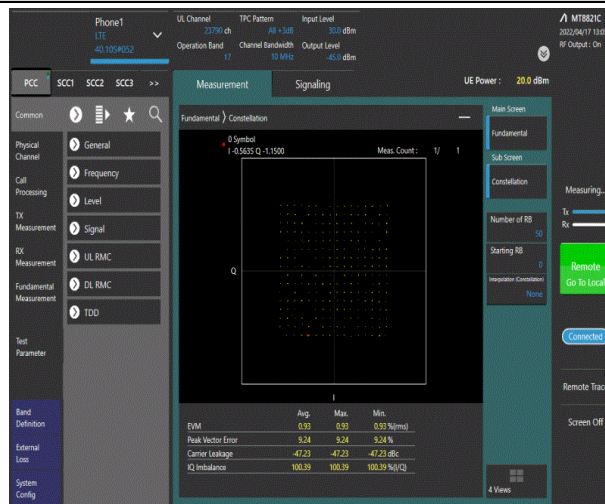 Phone1
LTE
40.105#052
UL Channel
23790 ch
TPC Pattern
All +3dB
Input Level
30.0 dBm
Operation Band
17
Channel Bandwidth
10 MHz
Output Level
-45.0 dBm
MT8821C
2022/04/17 13:05
RF Output : On
PCC SCC1 SCC2 SCC3 >>
Measurement
Signaling
UE Power : 20.0 dBm
Common
Physical
Channel
Call
Processing
TX
Measurement
RX
Measurement
Fundamental
Measurement
Test
Parameter
Band
Definition
External
Loss
System
Config
General
Frequency
Level
Signal
UL RMC
DL RMC
TDD
Fundamental Constellation
0 Symbol
I -0.5635 Q -1.1500
Meas. Count : 1/ 1
Q
I
Avg. Max. Min.
EVM 0.93 0.93 0.93 %(rms)
Peak Vector Error 9.24 9.24 9.24 %
Carrier Leakage -47.23 -47.23 -47.23 dBc
IQ Imbalance 100.39 100.39 100.39 %(I/Q)
Main Screen
Fundamental
Sub Screen
Constellation
Number of RB
50
Starting RB
0
Interpolation (Constellation)
None
4 Views
Measuring...
Tx
Rx
Remote
Go To Local
Connected
Remote Trac
Screen Off